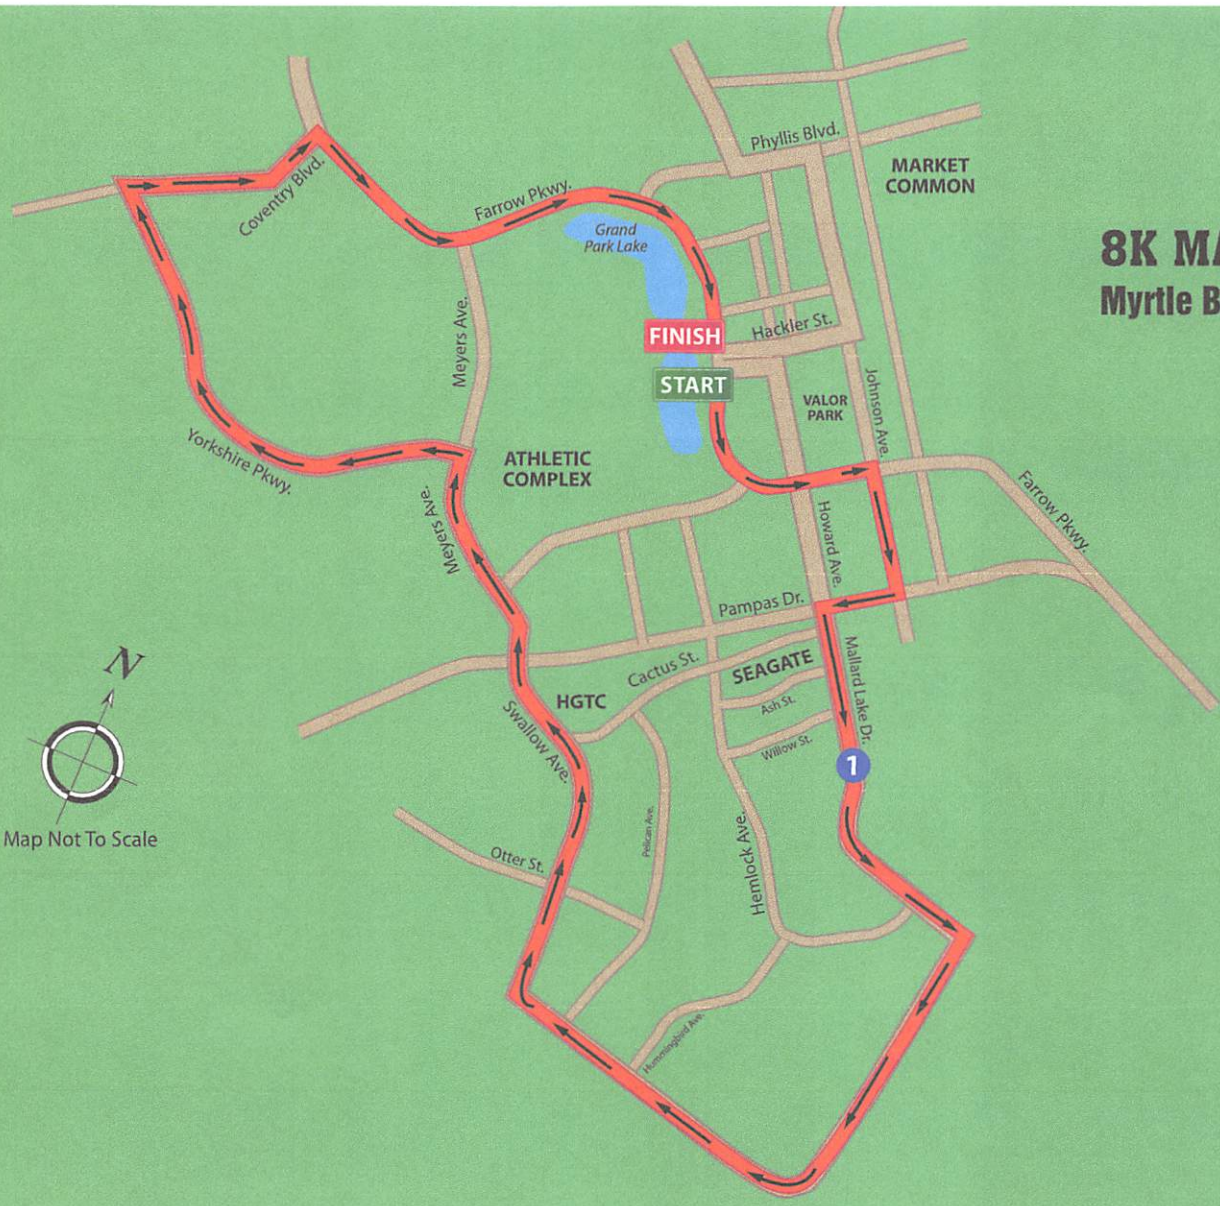 Phyllis Blvd.
MARKET
COMMON
Coventry Blvd.
Farrow Pkwy.
Grand
Park Lake
8K MA
Myrtle B
Meyers Ave.
FINISH
Hackler St.
START
VALOR
PARK
Johnson Ave.
Yorkshire Pkwy.
ATHLETIC
COMPLEX
Meyers Ave.
Howard Ave.
Farrow Pkwy.
Pampas Dr.
N
Cactus St.
SEAGATE
Mallard Lake Dr.
HGTC
Ash St.
Swallow Ave.
Willow St.
1
Map Not To Scale
Pelican Ave.
Otter St.
Hemlock Ave.
Hummingbird Ave.